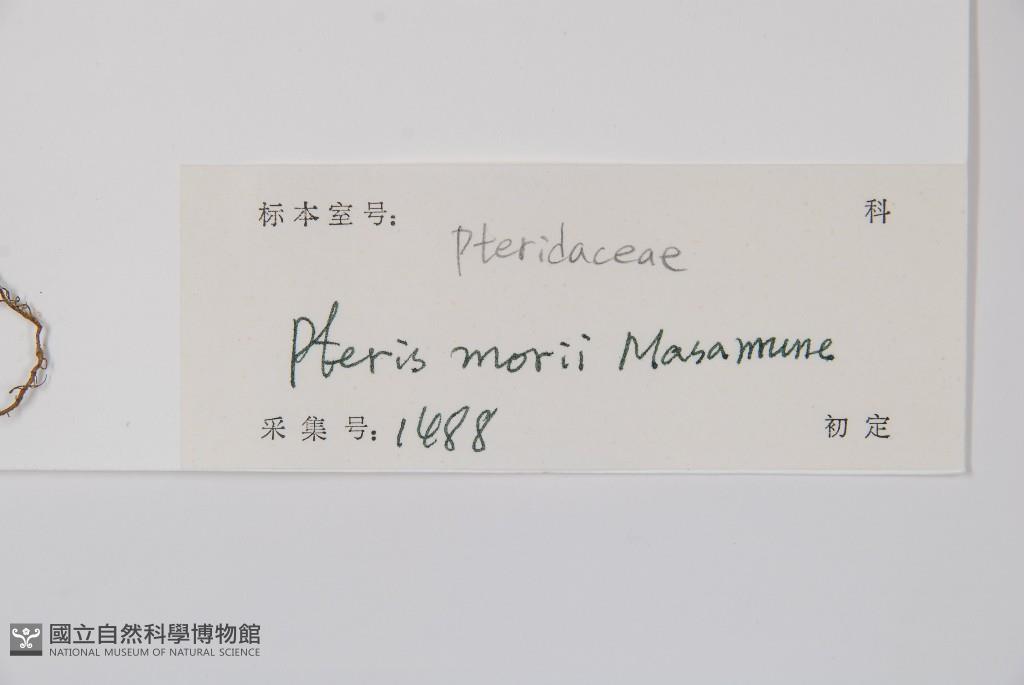 标本室号: 科
Pteridaceae
Pteris morii Masamune
采集号: 1488 初定
國立自然科學博物館
NATIONAL MUSEUM OF NATURAL SCIENCE